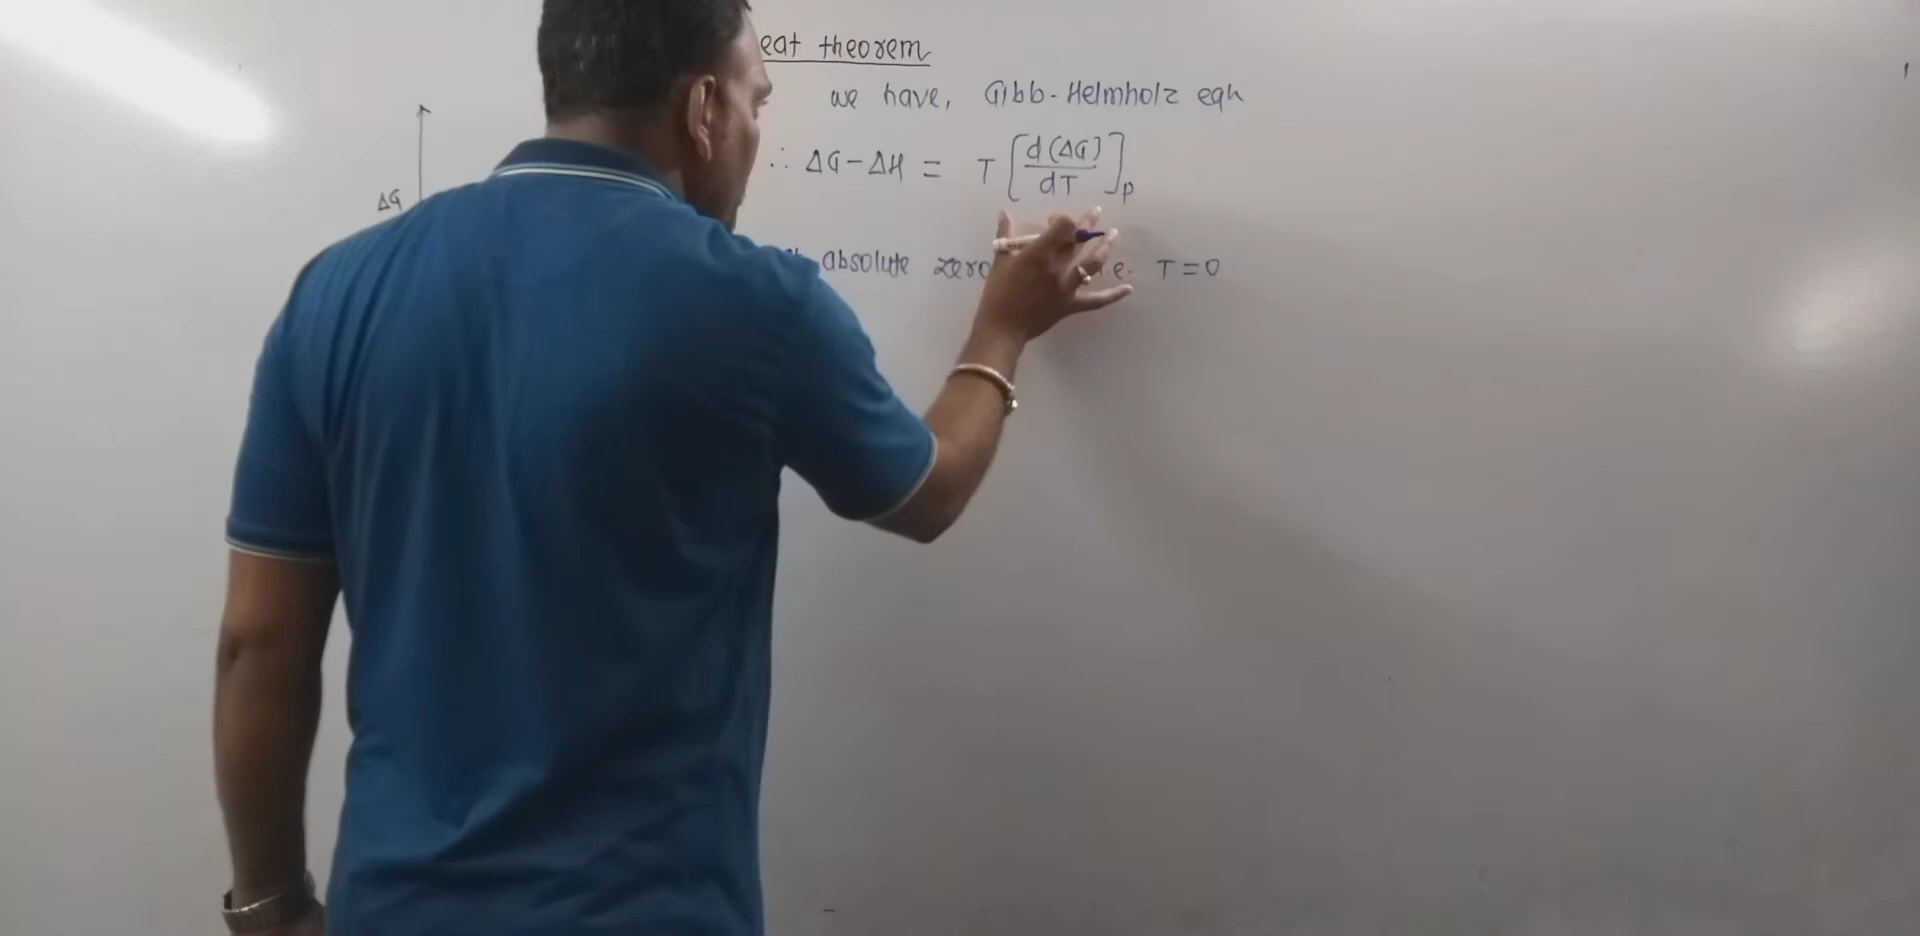 eat theorem
we have, Gibb-Helmholz eqn
∴ ΔG-ΔH = T [d(ΔG)/dT]p
ΔG
absolute zero i.e. T=0